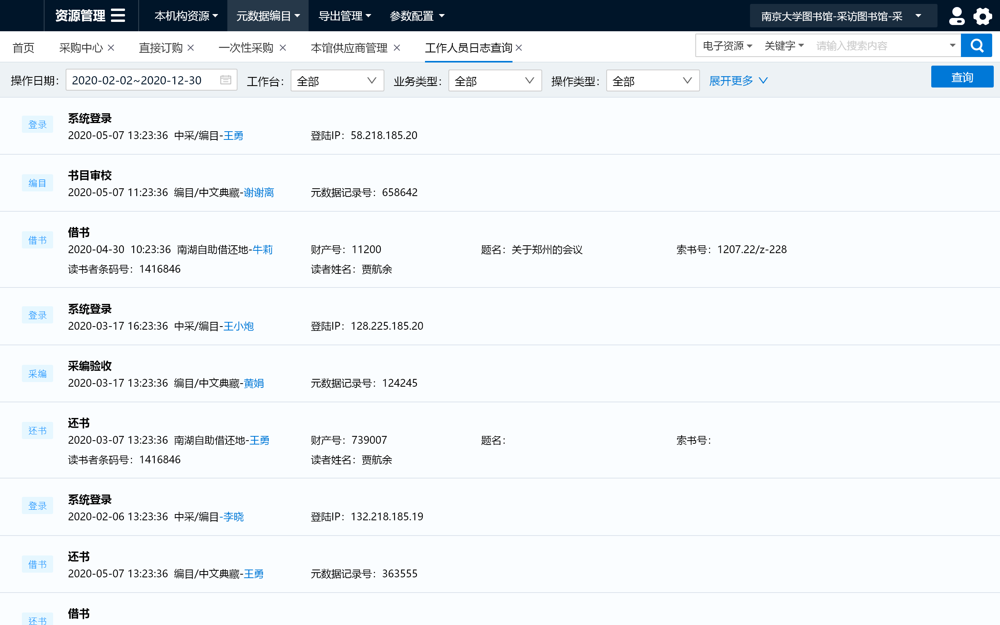 资源管理 本机构资源 元数据编目 导出管理 参数配置 南京大学图书馆-采访图书馆-采
首页 采购中心 直接订购 一次性采购 本馆供应商管理 工作人员日志查询 电子资源 关键字 请输入搜索内容
操作日期： 2020-02-02~2020-12-30 工作台： 全部 业务类型： 全部 操作类型： 全部 展开更多 查询
系统登录
登录
2020-05-07 13:23:36 中采/编目-王勇 登陆IP：58.218.185.20
书目审校
编目
2020-05-07 11:23:36 编目/中文典藏-谢谢离 元数据记录号：658642
借书
借书
2020-04-30 10:23:36 南湖自助借还地-牛莉 财产号：11200 题名：关于郑州的会议 索书号：1207.22/z-228
读书者条码号：1416846 读者姓名：贾航余
系统登录
登录
2020-03-17 16:23:36 中采/编目-王小炮 登陆IP：128.225.185.20
采编验收
采编
2020-03-17 13:23:36 编目/中文典藏-黄娟 元数据记录号：124245
还书
还书
2020-03-07 13:23:36 南湖自助借还地-王勇 财产号：739007 题名： 索书号：
读书者条码号：1416846 读者姓名：贾航余
系统登录
登录
2020-02-06 13:23:36 中采/编目-李晓 登陆IP：132.218.185.19
还书
借书
2020-05-07 13:23:36 编目/中文典藏-王勇 元数据记录号：363555
借书
还书